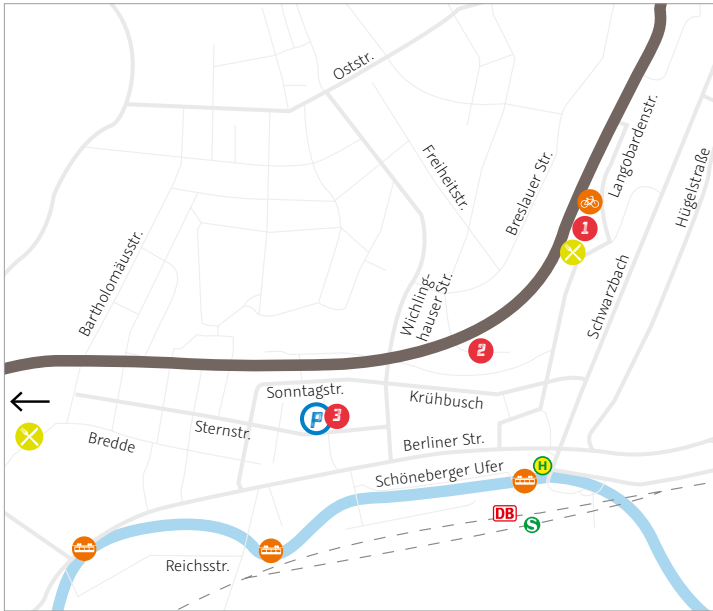 Oststr.
Freiheitstr.
Breslauer Str.
Langobardenstr.
Hügelstraße
1
Bartholomäusstr.
Wichling-
hauser Str.
Schwarzbach
2
Sonntagstr.
Krühbusch
P
3
Sternstr.
Bredde
Berliner Str.
Schöneberger Ufer
H
DB
S
Reichsstr.